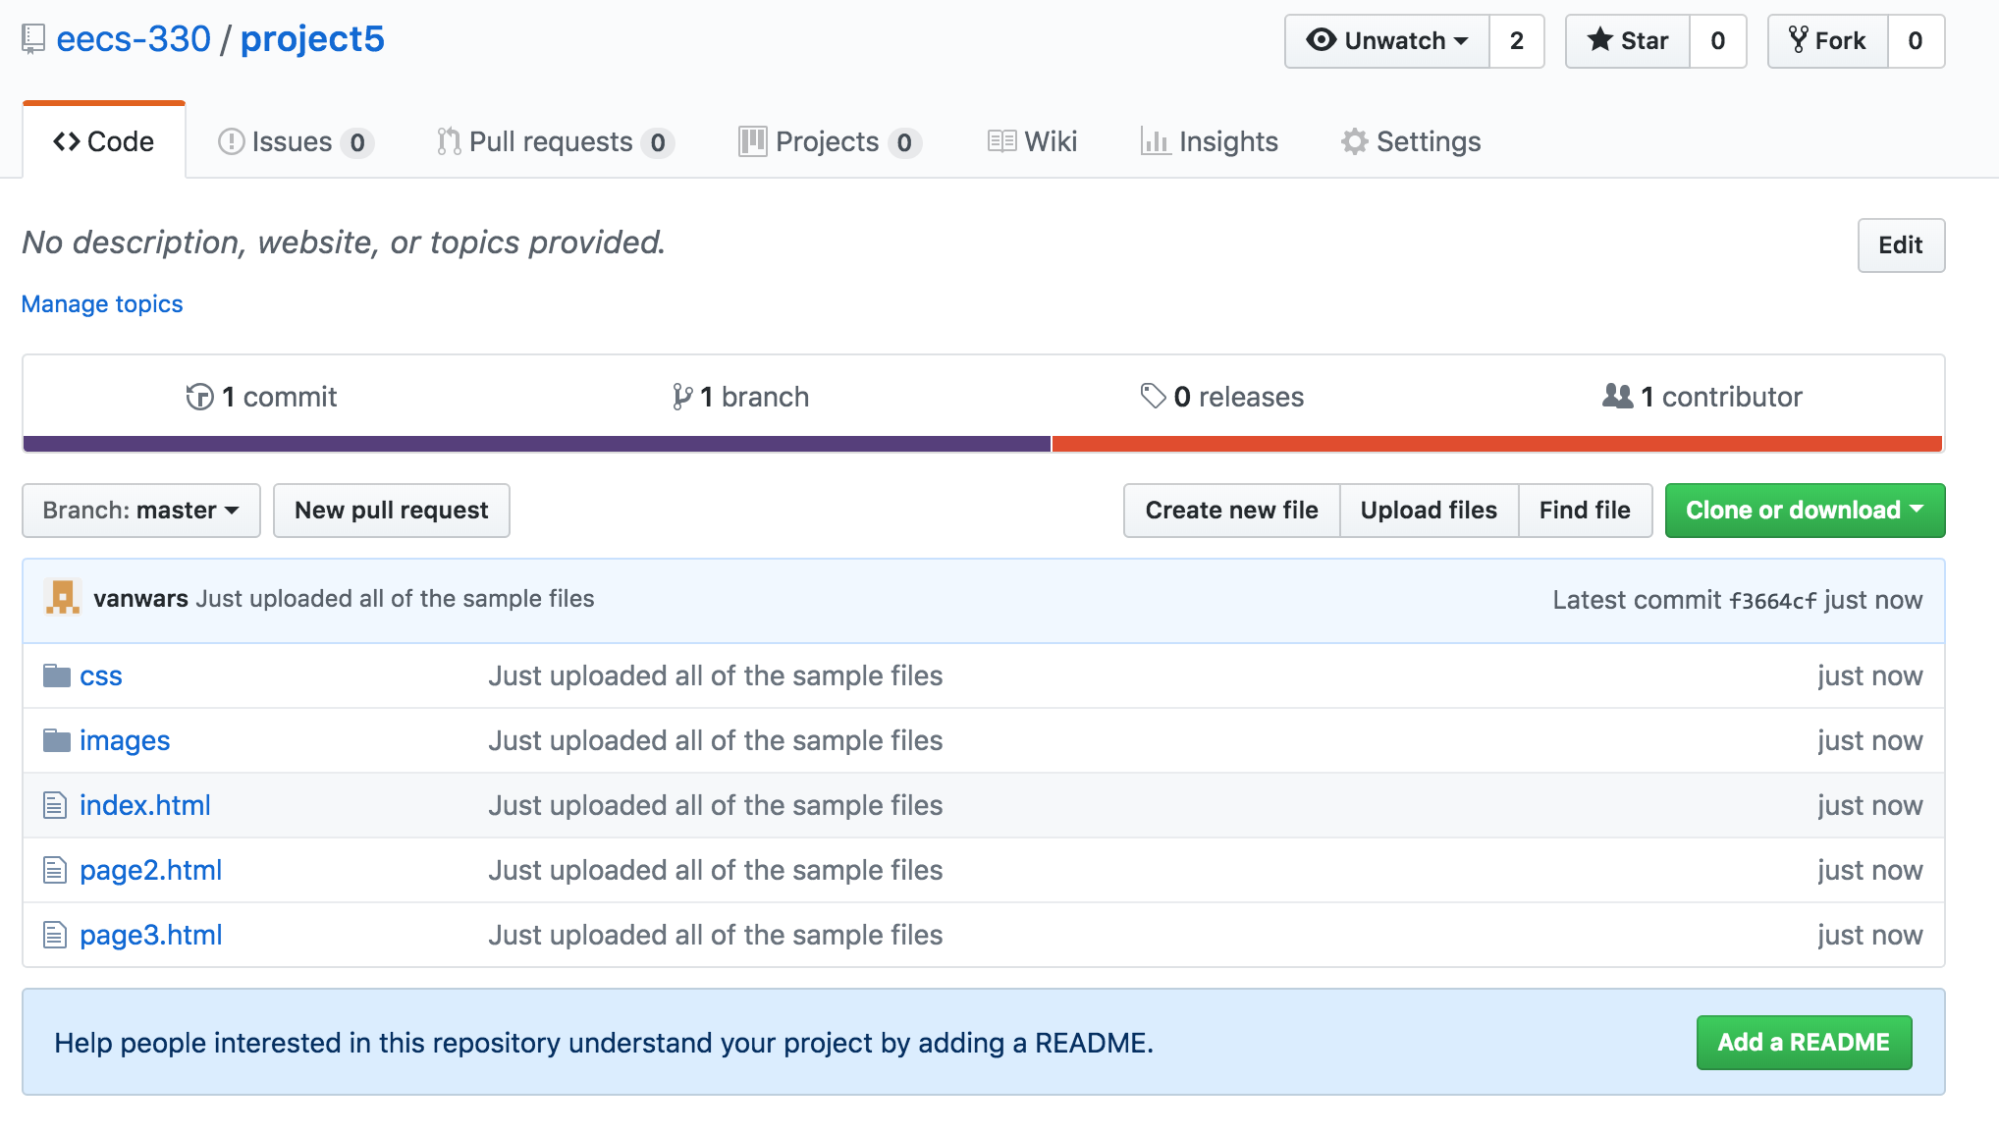 eecs-330 / project5
Unwatch 2 Star 0 Fork 0
Code Issues 0 Pull requests 0 Projects 0 Wiki Insights Settings
No description, website, or topics provided. Edit
Manage topics
1 commit 1 branch 0 releases 1 contributor
Branch: master New pull request Create new file Upload files Find file Clone or download
vanwars Just uploaded all of the sample files Latest commit f3664cf just now
css Just uploaded all of the sample files just now
images Just uploaded all of the sample files just now
index.html Just uploaded all of the sample files just now
page2.html Just uploaded all of the sample files just now
page3.html Just uploaded all of the sample files just now
Help people interested in this repository understand your project by adding a README. Add a README